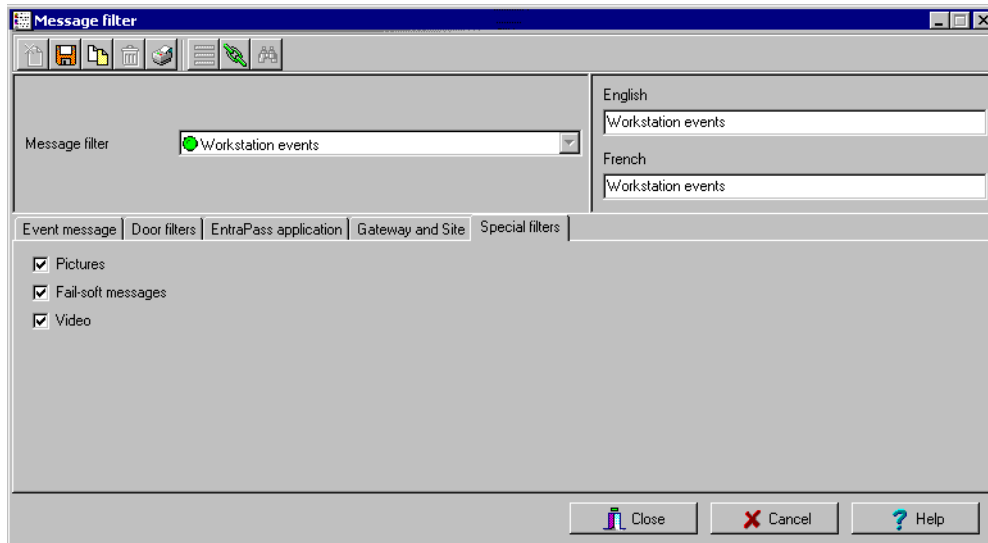 Message filter
English
Workstation events
Message filter
Workstation events
French
Workstation events
Event message
Door filters
EntraPass application
Gateway and Site
Special filters
Pictures
Fail-soft messages
Video
Close
Cancel
Help